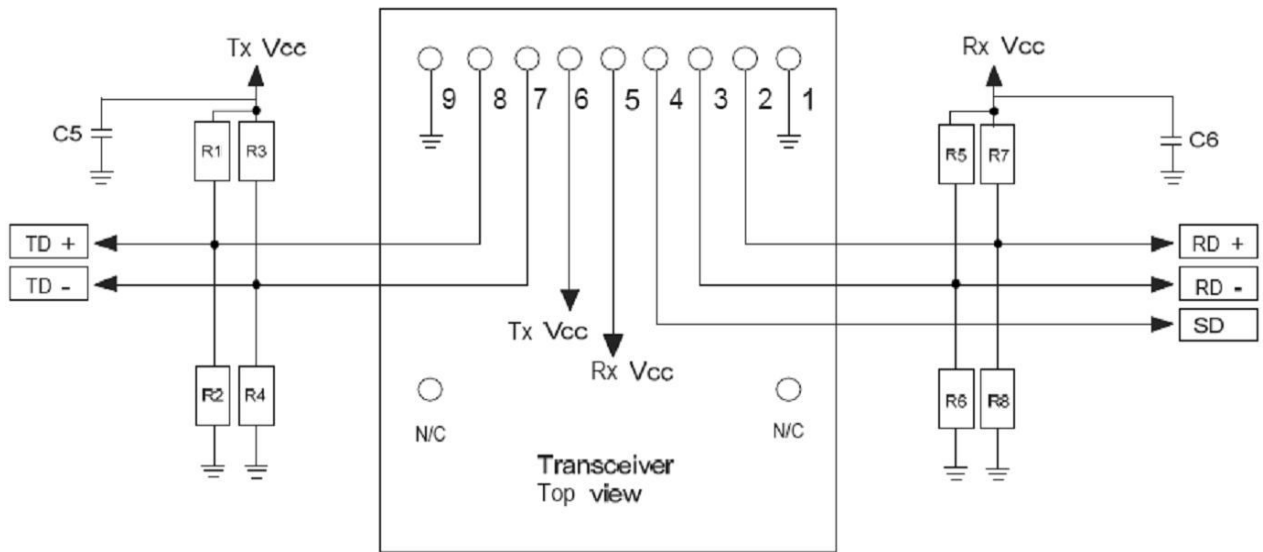 Tx Vcc
Rx Vcc
9 8 7 6 5 4 3 2 1
C5
R1 R3
R5 R7
C6
TD +
RD +
TD -
RD -
SD
Tx Vcc
Rx Vcc
R2 R4
R6 R8
N/C
N/C
Transceiver
Top view